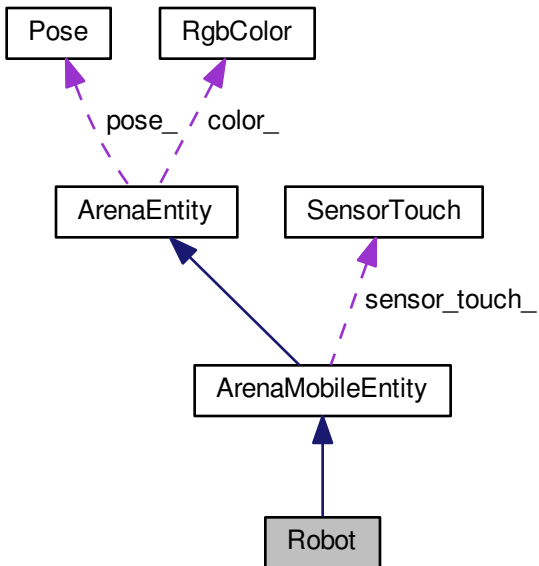 Pose
RgbColor
pose_
color_
ArenaEntity
SensorTouch
sensor_touch_
ArenaMobileEntity
Robot